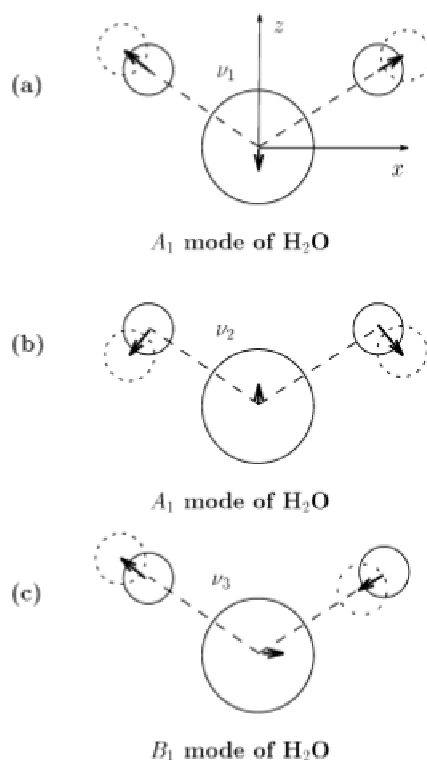 (a)
ν₁
z
x
A₁ mode of H₂O
(b)
ν₂
A₁ mode of H₂O
(c)
ν₃
B₁ mode of H₂O